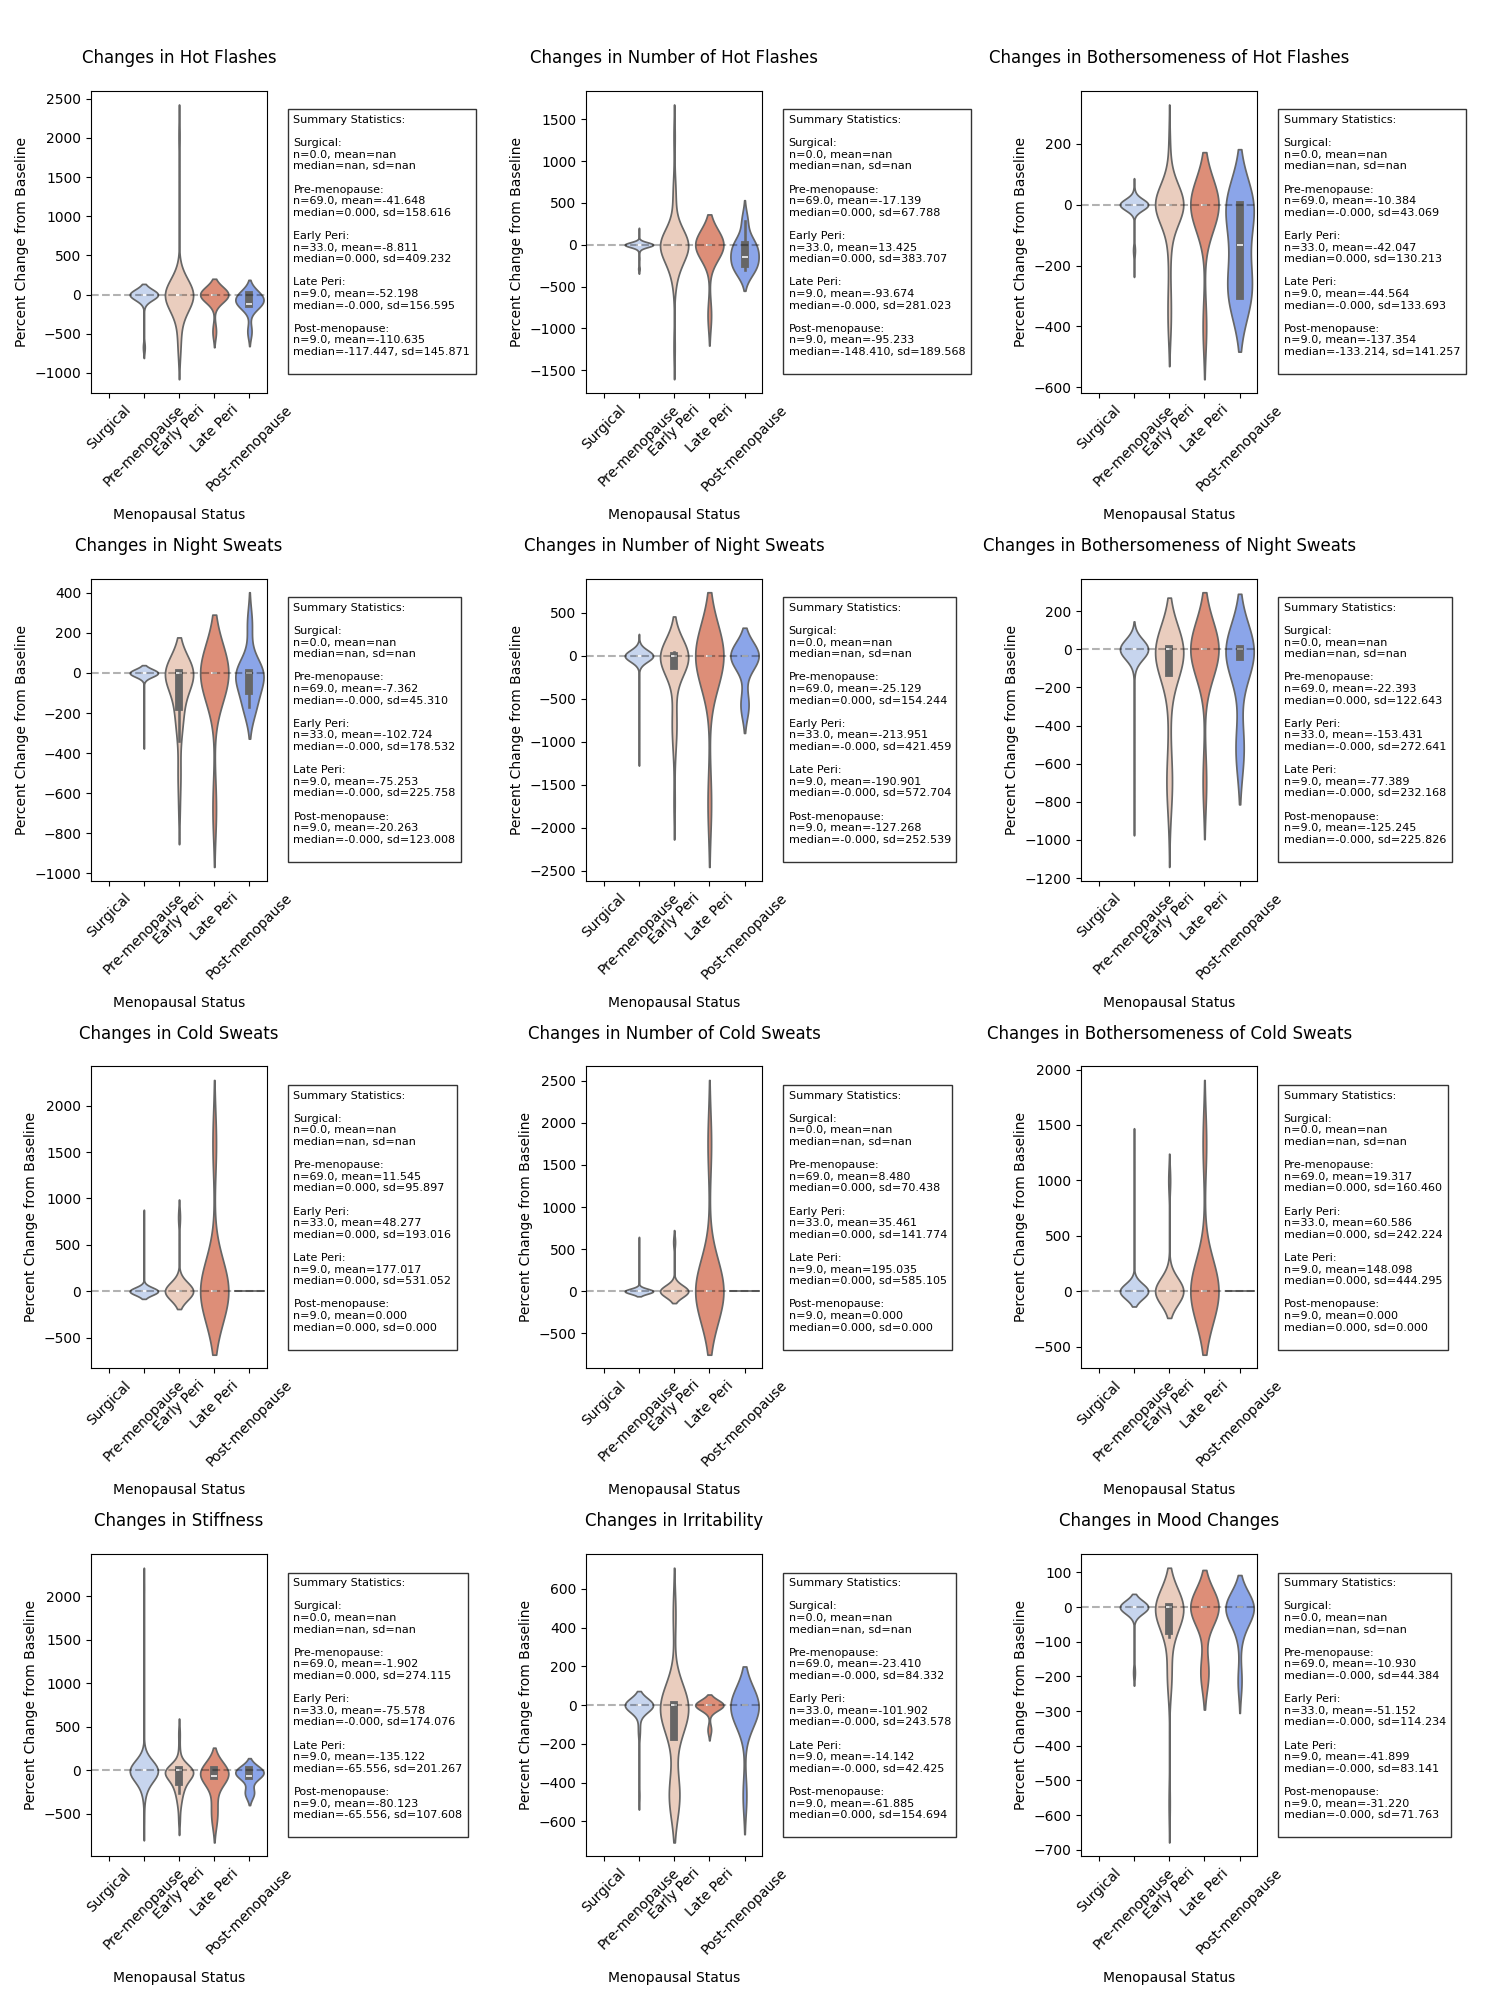 Changes in Hot Flashes
Percent Change from Baseline
2500
2000
1500
1000
500
0
−500
−1000
Surgical
Pre-menopause
Early Peri
Late Peri
Post-menopause
Menopausal Status
Summary Statistics:
Surgical:
n=0.0, mean=nan
median=nan, sd=nan
Pre-menopause:
n=69.0, mean=-41.648
median=0.000, sd=158.616
Early Peri:
n=33.0, mean=-8.811
median=0.000, sd=409.232
Late Peri:
n=9.0, mean=-52.198
median=-0.000, sd=156.595
Post-menopause:
n=9.0, mean=-110.635
median=-117.447, sd=145.871
Changes in Number of Hot Flashes
Percent Change from Baseline
1500
1000
500
0
−500
−1000
−1500
Surgical
Pre-menopause
Early Peri
Late Peri
Post-menopause
Menopausal Status
Summary Statistics:
Surgical:
n=0.0, mean=nan
median=nan, sd=nan
Pre-menopause:
n=69.0, mean=-17.139
median=0.000, sd=67.788
Early Peri:
n=33.0, mean=13.425
median=0.000, sd=383.707
Late Peri:
n=9.0, mean=-93.674
median=-0.000, sd=281.023
Post-menopause:
n=9.0, mean=-95.233
median=-148.410, sd=189.568
Changes in Bothersomeness of Hot Flashes
Percent Change from Baseline
200
0
−200
−400
−600
Surgical
Pre-menopause
Early Peri
Late Peri
Post-menopause
Menopausal Status
Summary Statistics:
Surgical:
n=0.0, mean=nan
median=nan, sd=nan
Pre-menopause:
n=69.0, mean=-10.384
median=-0.000, sd=43.069
Early Peri:
n=33.0, mean=-42.047
median=0.000, sd=130.213
Late Peri:
n=9.0, mean=-44.564
median=-0.000, sd=133.693
Post-menopause:
n=9.0, mean=-137.354
median=-133.214, sd=141.257
Changes in Night Sweats
Percent Change from Baseline
400
200
0
−200
−400
−600
−800
−1000
Surgical
Pre-menopause
Early Peri
Late Peri
Post-menopause
Menopausal Status
Summary Statistics:
Surgical:
n=0.0, mean=nan
median=nan, sd=nan
Pre-menopause:
n=69.0, mean=-7.362
median=-0.000, sd=45.310
Early Peri:
n=33.0, mean=-102.724
median=-0.000, sd=178.532
Late Peri:
n=9.0, mean=-75.253
median=-0.000, sd=225.758
Post-menopause:
n=9.0, mean=-20.263
median=-0.000, sd=123.008
Changes in Number of Night Sweats
Percent Change from Baseline
500
0
−500
−1000
−1500
−2000
−2500
Surgical
Pre-menopause
Early Peri
Late Peri
Post-menopause
Menopausal Status
Summary Statistics:
Surgical:
n=0.0, mean=nan
median=nan, sd=nan
Pre-menopause:
n=69.0, mean=-25.129
median=0.000, sd=154.244
Early Peri:
n=33.0, mean=-213.951
median=-0.000, sd=421.459
Late Peri:
n=9.0, mean=-190.901
median=-0.000, sd=572.704
Post-menopause:
n=9.0, mean=-127.268
median=-0.000, sd=252.539
Changes in Bothersomeness of Night Sweats
Percent Change from Baseline
200
0
−200
−400
−600
−800
−1000
−1200
Surgical
Pre-menopause
Early Peri
Late Peri
Post-menopause
Menopausal Status
Summary Statistics:
Surgical:
n=0.0, mean=nan
median=nan, sd=nan
Pre-menopause:
n=69.0, mean=-22.393
median=0.000, sd=122.643
Early Peri:
n=33.0, mean=-153.431
median=-0.000, sd=272.641
Late Peri:
n=9.0, mean=-77.389
median=-0.000, sd=232.168
Post-menopause:
n=9.0, mean=-125.245
median=-0.000, sd=225.826
Changes in Cold Sweats
Percent Change from Baseline
2000
1500
1000
500
0
−500
Surgical
Pre-menopause
Early Peri
Late Peri
Post-menopause
Menopausal Status
Summary Statistics:
Surgical:
n=0.0, mean=nan
median=nan, sd=nan
Pre-menopause:
n=69.0, mean=11.545
median=0.000, sd=95.897
Early Peri:
n=33.0, mean=48.277
median=0.000, sd=193.016
Late Peri:
n=9.0, mean=177.017
median=0.000, sd=531.052
Post-menopause:
n=9.0, mean=0.000
median=0.000, sd=0.000
Changes in Number of Cold Sweats
Percent Change from Baseline
2500
2000
1500
1000
500
0
−500
Surgical
Pre-menopause
Early Peri
Late Peri
Post-menopause
Menopausal Status
Summary Statistics:
Surgical:
n=0.0, mean=nan
median=nan, sd=nan
Pre-menopause:
n=69.0, mean=8.480
median=0.000, sd=70.438
Early Peri:
n=33.0, mean=35.461
median=0.000, sd=141.774
Late Peri:
n=9.0, mean=195.035
median=0.000, sd=585.105
Post-menopause:
n=9.0, mean=0.000
median=0.000, sd=0.000
Changes in Bothersomeness of Cold Sweats
Percent Change from Baseline
2000
1500
1000
500
0
−500
Surgical
Pre-menopause
Early Peri
Late Peri
Post-menopause
Menopausal Status
Summary Statistics:
Surgical:
n=0.0, mean=nan
median=nan, sd=nan
Pre-menopause:
n=69.0, mean=19.317
median=0.000, sd=160.460
Early Peri:
n=33.0, mean=60.586
median=0.000, sd=242.224
Late Peri:
n=9.0, mean=148.098
median=0.000, sd=444.295
Post-menopause:
n=9.0, mean=0.000
median=0.000, sd=0.000
Changes in Stiffness
Percent Change from Baseline
2000
1500
1000
500
0
−500
Surgical
Pre-menopause
Early Peri
Late Peri
Post-menopause
Menopausal Status
Summary Statistics:
Surgical:
n=0.0, mean=nan
median=nan, sd=nan
Pre-menopause:
n=69.0, mean=-1.902
median=0.000, sd=274.115
Early Peri:
n=33.0, mean=-75.578
median=-0.000, sd=174.076
Late Peri:
n=9.0, mean=-135.122
median=-65.556, sd=201.267
Post-menopause:
n=9.0, mean=-80.123
median=-65.556, sd=107.608
Changes in Irritability
Percent Change from Baseline
600
400
200
0
−200
−400
−600
Surgical
Pre-menopause
Early Peri
Late Peri
Post-menopause
Menopausal Status
Summary Statistics:
Surgical:
n=0.0, mean=nan
median=nan, sd=nan
Pre-menopause:
n=69.0, mean=-23.410
median=-0.000, sd=84.332
Early Peri:
n=33.0, mean=-101.902
median=-0.000, sd=243.578
Late Peri:
n=9.0, mean=-14.142
median=-0.000, sd=42.425
Post-menopause:
n=9.0, mean=-61.885
median=0.000, sd=154.694
Changes in Mood Changes
Percent Change from Baseline
100
0
−100
−200
−300
−400
−500
−600
−700
Surgical
Pre-menopause
Early Peri
Late Peri
Post-menopause
Menopausal Status
Summary Statistics:
Surgical:
n=0.0, mean=nan
median=nan, sd=nan
Pre-menopause:
n=69.0, mean=-10.930
median=-0.000, sd=44.384
Early Peri:
n=33.0, mean=-51.152
median=-0.000, sd=114.234
Late Peri:
n=9.0, mean=-41.899
median=-0.000, sd=83.141
Post-menopause:
n=9.0, mean=-31.220
median=-0.000, sd=71.763